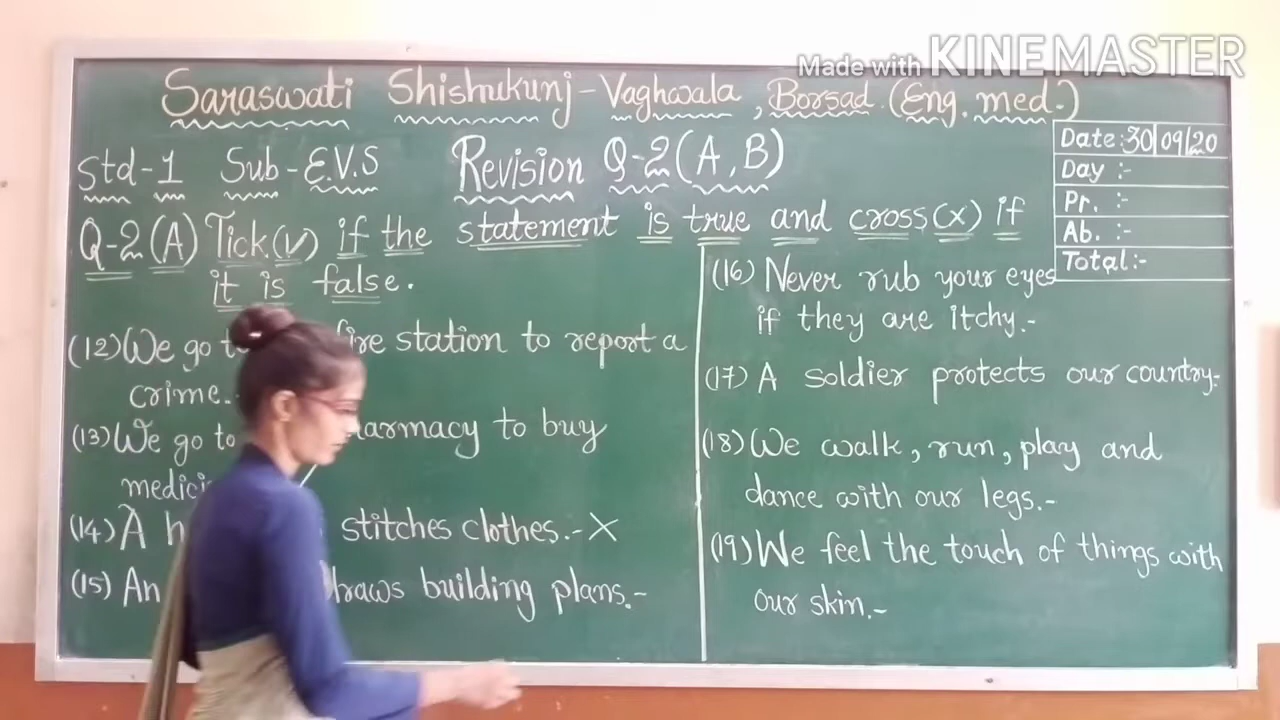 Made with KINEMASTER
Saraswati Shishukunj-Vaghwala, Borsad. (Eng. med.)
Date:30|09|20
Day :-
Pr. :-
Ab. :-
Total:-
Std-1 Sub-E.V.S Revision Q-2(A,B)
Q-2(A) Tick(✓) if the statement is true and cross(x) if
it is false.
(12) We go to fire station to report a
crime.
(13) We go to pharmacy to buy
(14) A stitches clothes.-X
(15) An draws building plans.-
(16) Never rub your eyes
if they are itchy.-
(17) A soldier protects our country-
(18) We walk, run, play and
dance with our legs.-
(19) We feel the touch of things with
our skin.-